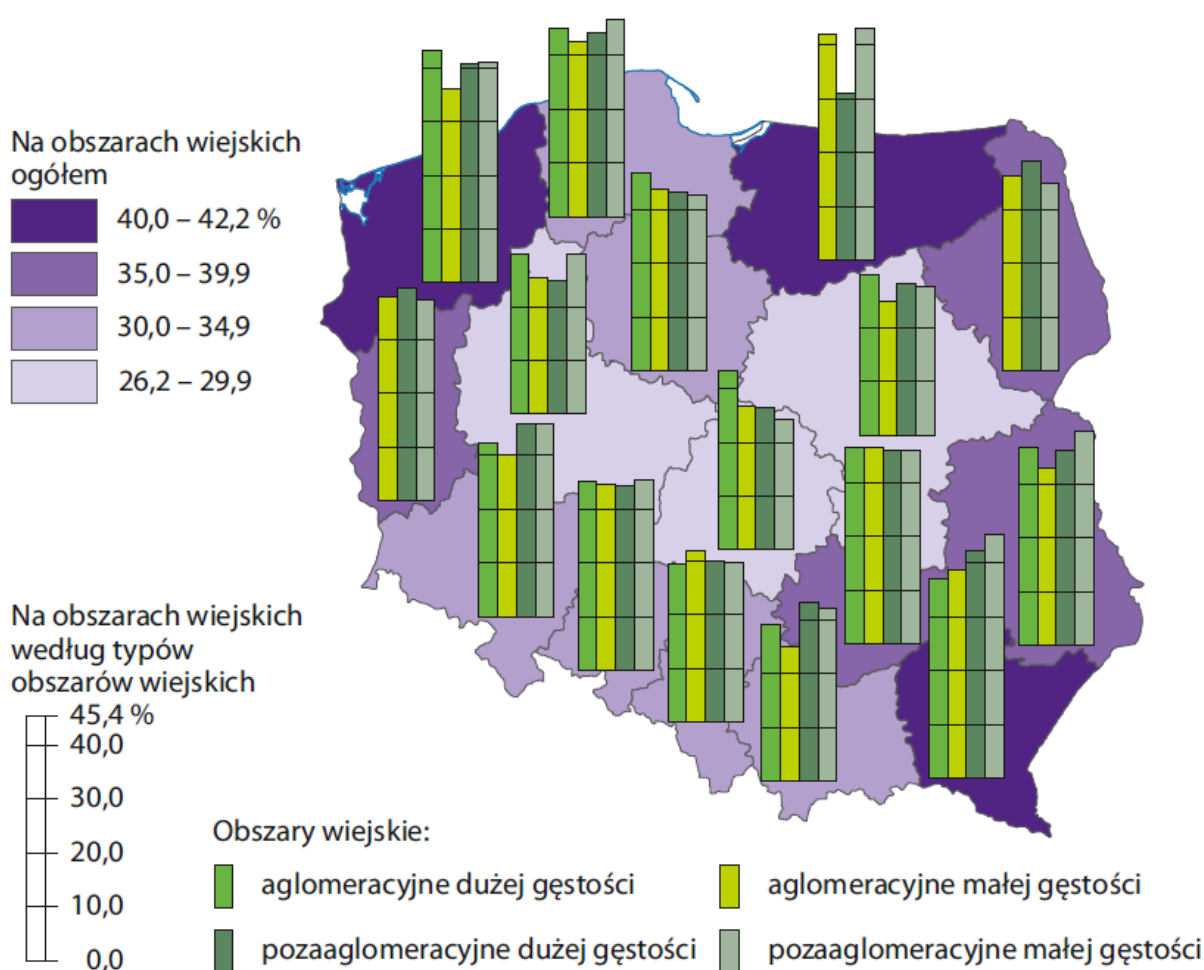 Na obszarach wiejskich
ogółem
40,0 – 42,2 %
35,0 – 39,9
30,0 – 34,9
26,2 – 29,9
Na obszarach wiejskich
według typów
obszarów wiejskich
45,4 %
40,0
30,0
20,0
10,0
0,0
Obszary wiejskie:
aglomeracyjne dużej gęstości
aglomeracyjne małej gęstości
pozaaglomeracyjne dużej gęstości
pozaaglomeracyjne małej gęstości